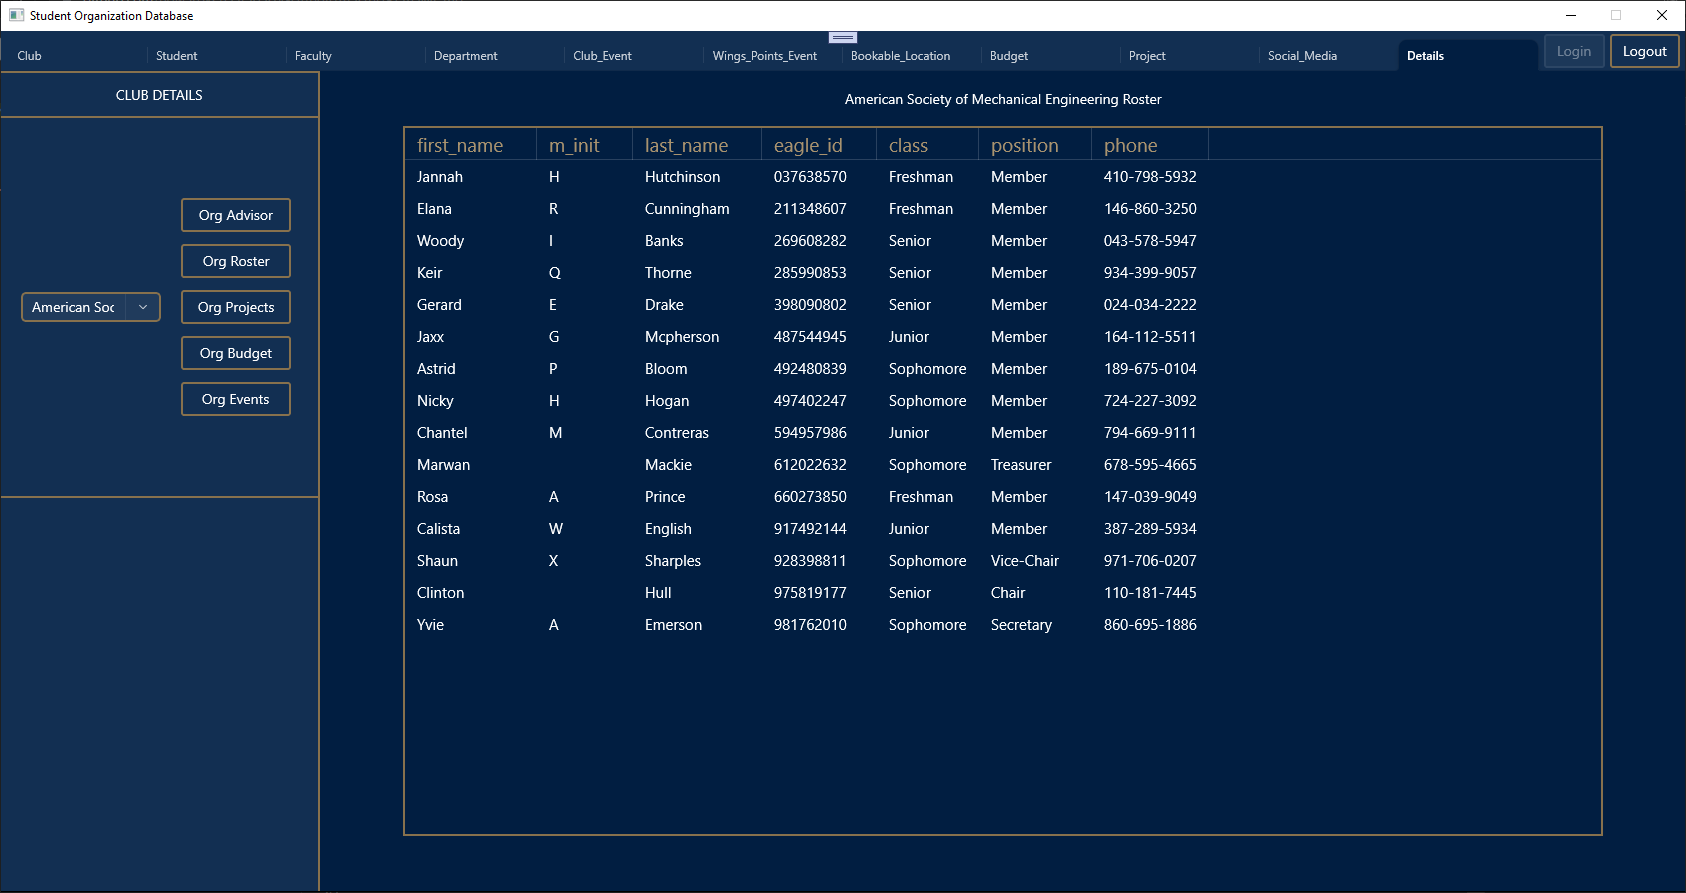 Student Organization Database
Club Student Faculty Department Club_Event Wings_Points_Event Bookable_Location Budget Project Social_Media Details Login Logout
CLUB DETAILS
Org Advisor
Org Roster
American Soc
Org Projects
Org Budget
Org Events
American Society of Mechanical Engineering Roster
first_name m_init last_name eagle_id class position phone
Jannah H Hutchinson 037638570 Freshman Member 410-798-5932
Elana R Cunningham 211348607 Freshman Member 146-860-3250
Woody I Banks 269608282 Senior Member 043-578-5947
Keir Q Thorne 285990853 Senior Member 934-399-9057
Gerard E Drake 398090802 Senior Member 024-034-2222
Jaxx G Mcpherson 487544945 Junior Member 164-112-5511
Astrid P Bloom 492480839 Sophomore Member 189-675-0104
Nicky H Hogan 497402247 Sophomore Member 724-227-3092
Chantel M Contreras 594957986 Junior Member 794-669-9111
Marwan Mackie 612022632 Sophomore Treasurer 678-595-4665
Rosa A Prince 660273850 Freshman Member 147-039-9049
Calista W English 917492144 Junior Member 387-289-5934
Shaun X Sharples 928398811 Sophomore Vice-Chair 971-706-0207
Clinton Hull 975819177 Senior Chair 110-181-7445
Yvie A Emerson 981762010 Sophomore Secretary 860-695-1886